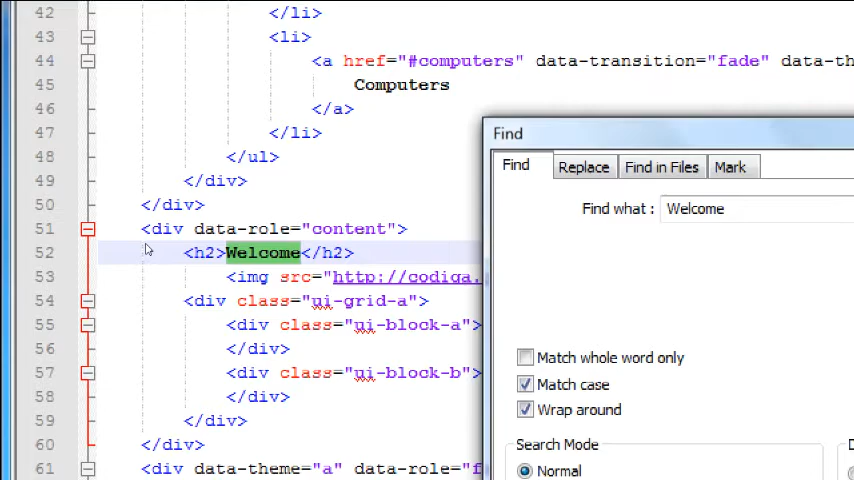 42 </li>
43 <li>
44 <a href="#computers" data-transition="fade" data-th
45 Computers
46 </a>
47 </li>
48 </ul>
49 </div>
50 </div>
51 <div data-role="content">
52 <h2>Welcome</h2>
53 <img src="http://codiga.
54 <div class="ui-grid-a">
55 <div class="ui-block-a">
56 </div>
57 <div class="ui-block-b">
58 </div>
59 </div>
60 </div>
61 <div data-theme="a" data-role="f
Find
Find Replace Find in Files Mark
Find what : Welcome
Match whole word only
Match case
Wrap around
Search Mode
Normal